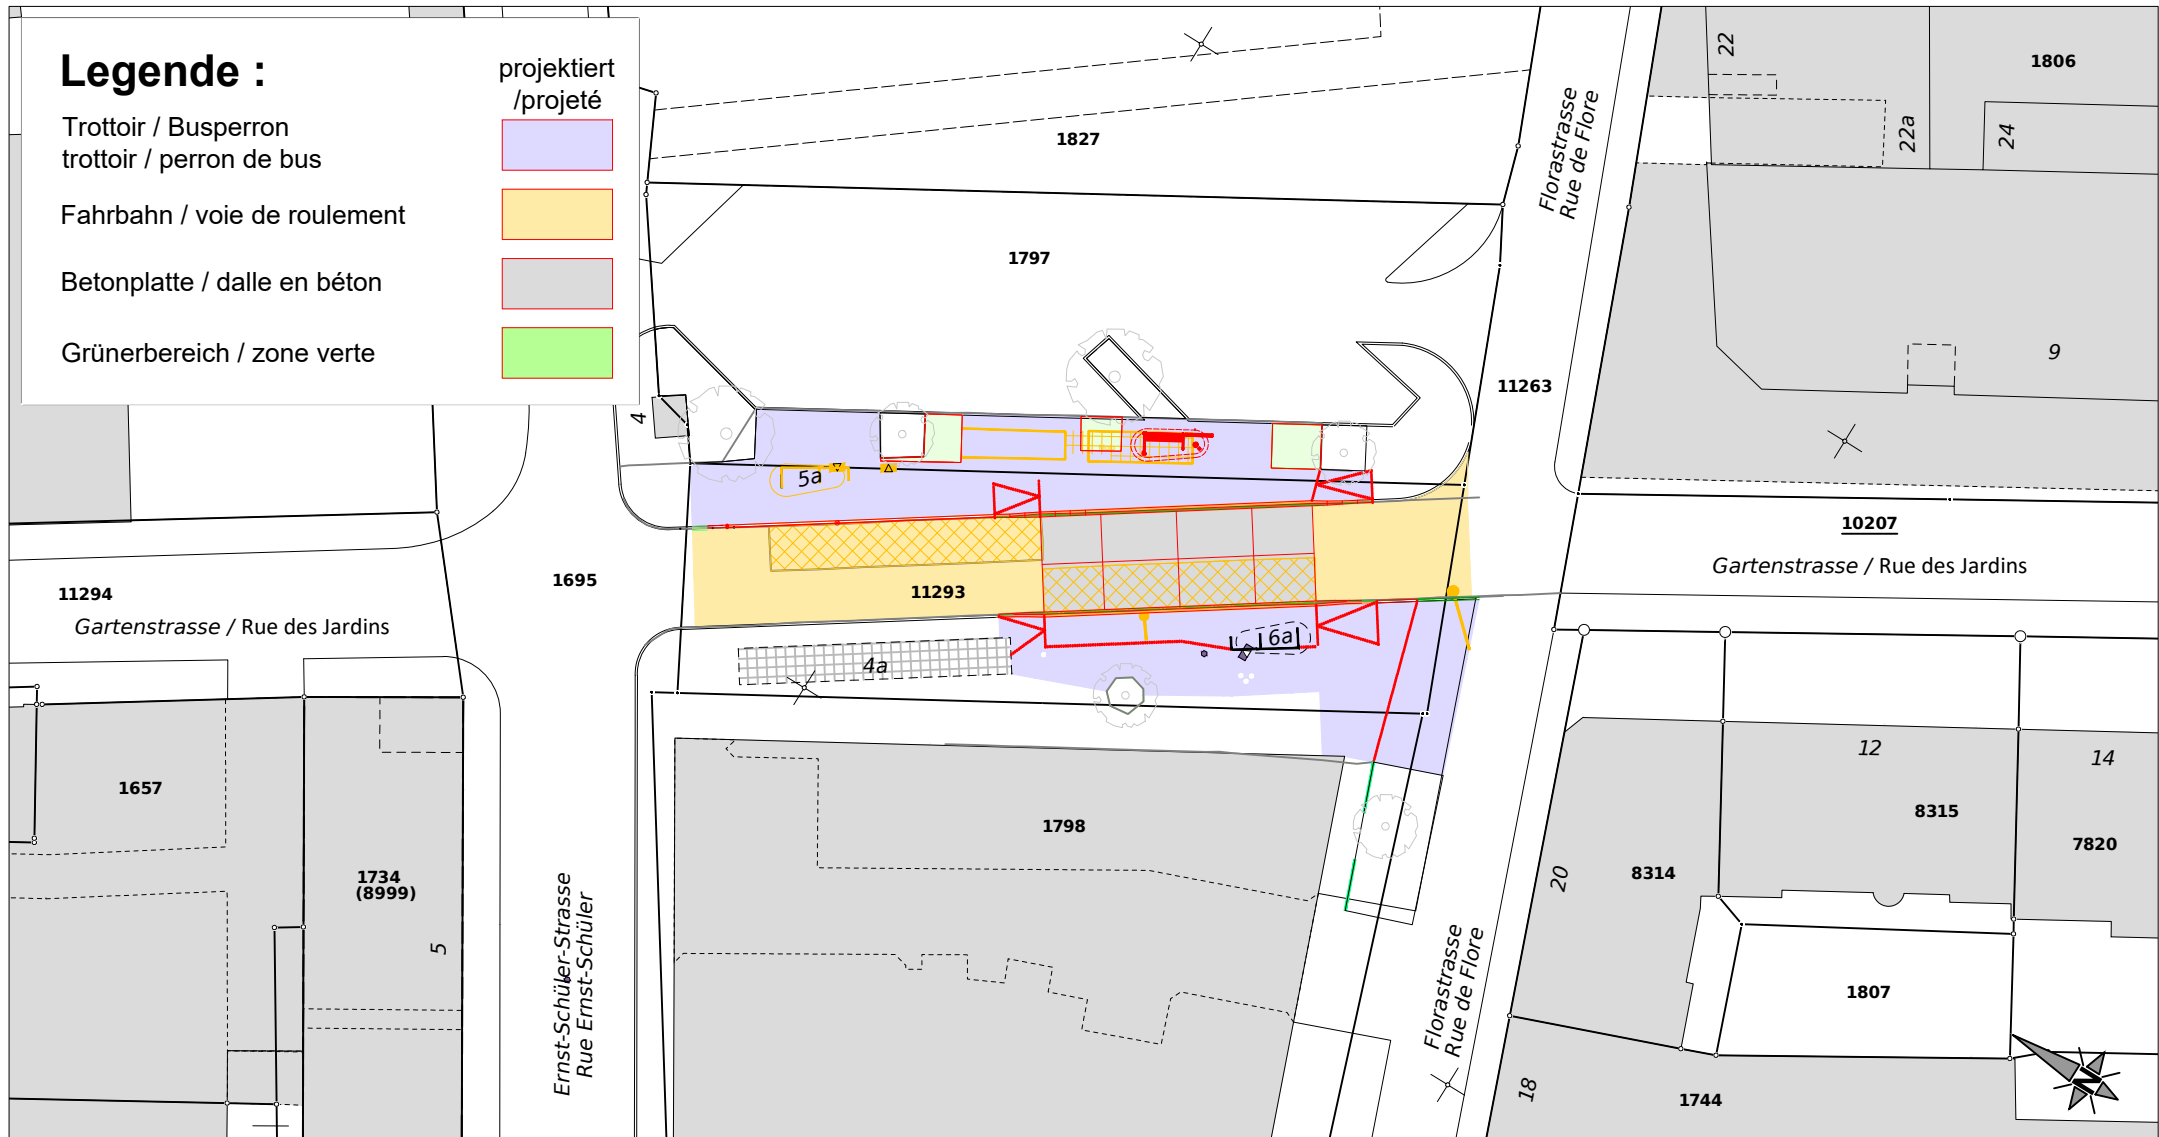 Legende :
projektiert
/projeté
Trottoir / Busperron
trottoir / perron de bus
Fahrbahn / voie de roulement
Betonplatte / dalle en béton
Grünerbereich / zone verte
22
1806
22a
24
1827
Florastrasse
Rue de Flore
1797
9
11263
4
5a
10207
Gartenstrasse / Rue des Jardins
1695
11293
11294
Gartenstrasse / Rue des Jardins
6a
4a
12
14
1657
8315
1798
7820
1734
(8999)
20
8314
5
Ernst-Schüler-Strasse
Rue Ernst-Schüler
Florastrasse
Rue de Flore
1807
18
1744
N